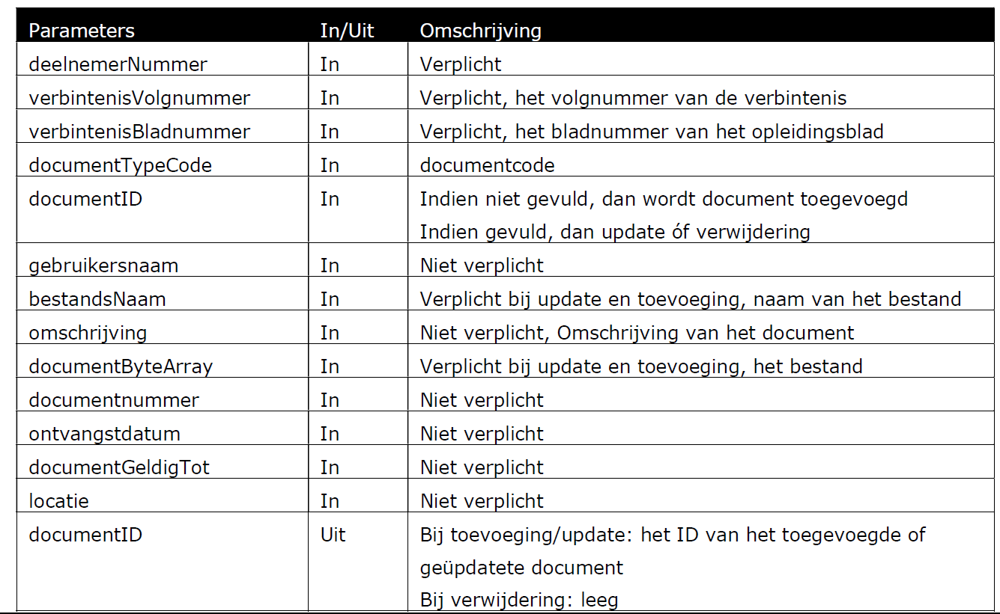 Parameters In/Uit Omschrijving
deelnemerNummer In Verplicht
verbintenisVolgnummer In Verplicht, het volgnummer van de verbintenis
verbintenisBladnummer In Verplicht, het bladnummer van het opleidingsblad
documentTypeCode In documentcode
documentID In Indien niet gevuld, dan wordt document toegevoegd
Indien gevuld, dan update óf verwijdering
gebruikersnaam In Niet verplicht
bestandsNaam In Verplicht bij update en toevoeging, naam van het bestand
omschrijving In Niet verplicht, Omschrijving van het document
documentByteArray In Verplicht bij update en toevoeging, het bestand
documentnummer In Niet verplicht
ontvangstdatum In Niet verplicht
documentGeldigTot In Niet verplicht
locatie In Niet verplicht
documentID Uit Bij toevoeging/update: het ID van het toegevoegde of
geüpdatete document
Bij verwijdering: leeg